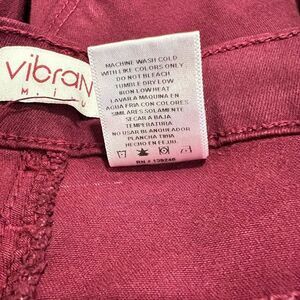 vibran
M.I.U
MACHINE WASH COLD
WITH LIKE COLORS ONLY
DO NOT BLEACH
TUMBLE DRY LOW
IRON LOW HEAT
LAVAR A MAQUINA EN
AGUA FRIA CON COLORES
SIMILARES SOLAMENTE
SECAR A BAJA
TEMPERATURA
NO USAR BLANQUEADOR
PLANCHA TIBIA
HECHO EN EE.UU.
RN # 139246